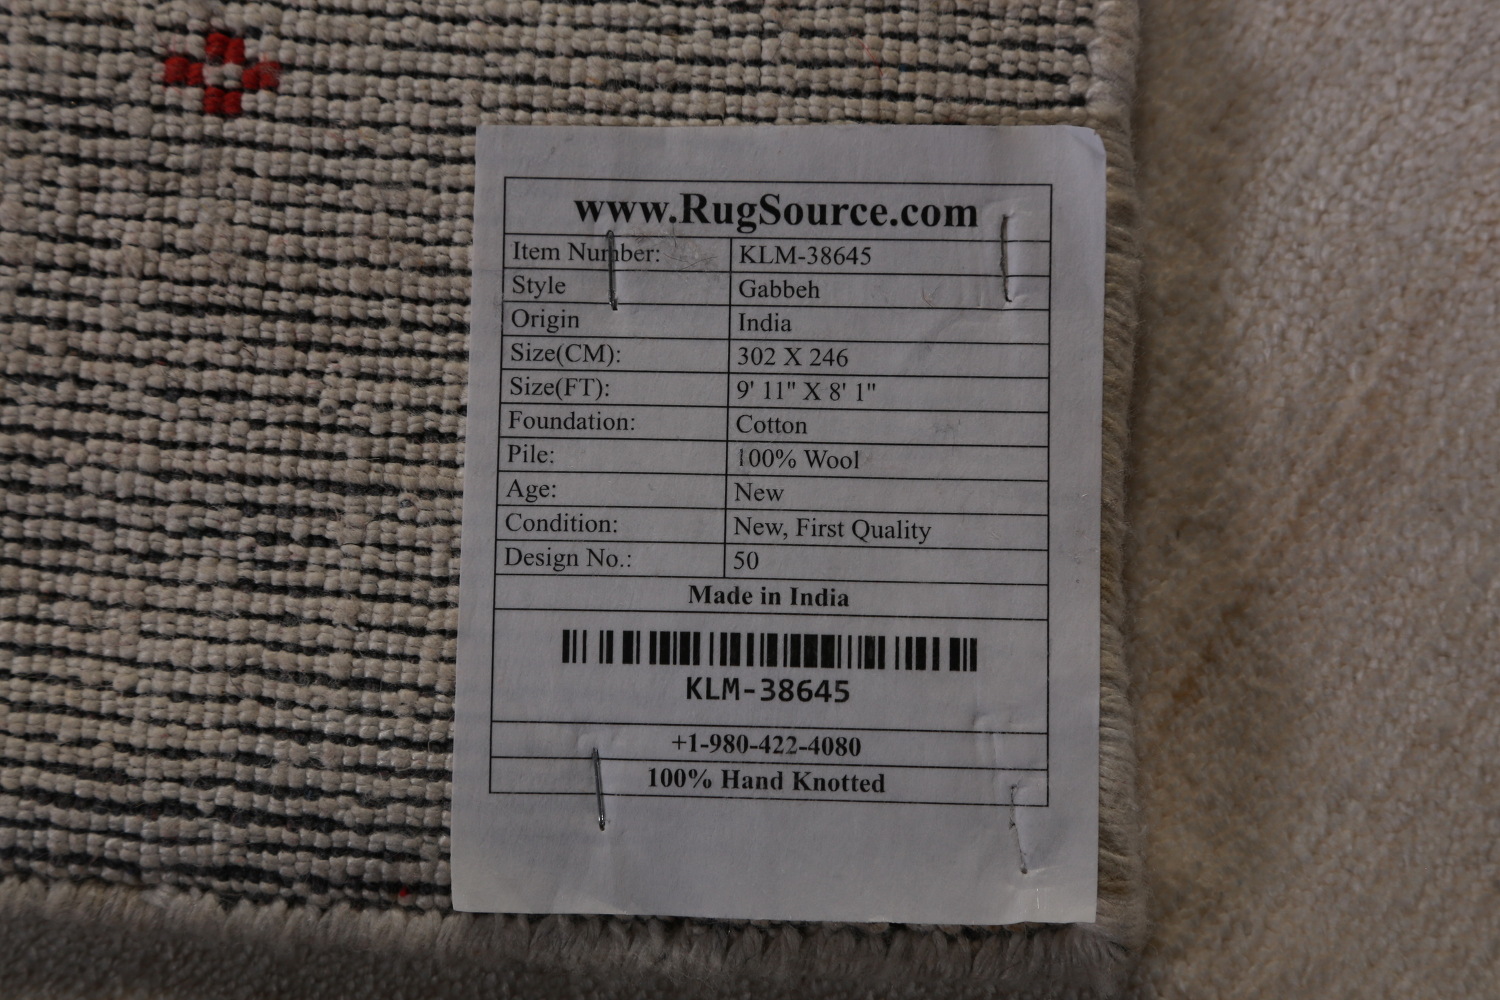 www.RugSource.com
Item Number: KLM-38645
Style Gabbeh
Origin India
Size(CM): 302 X 246
Size(FT): 9' 11" X 8' 1"
Foundation: Cotton
Pile: 100% Wool
Age: New
Condition: New, First Quality
Design No.: 50
Made in India
KLM-38645
+1-980-422-4080
100% Hand Knotted